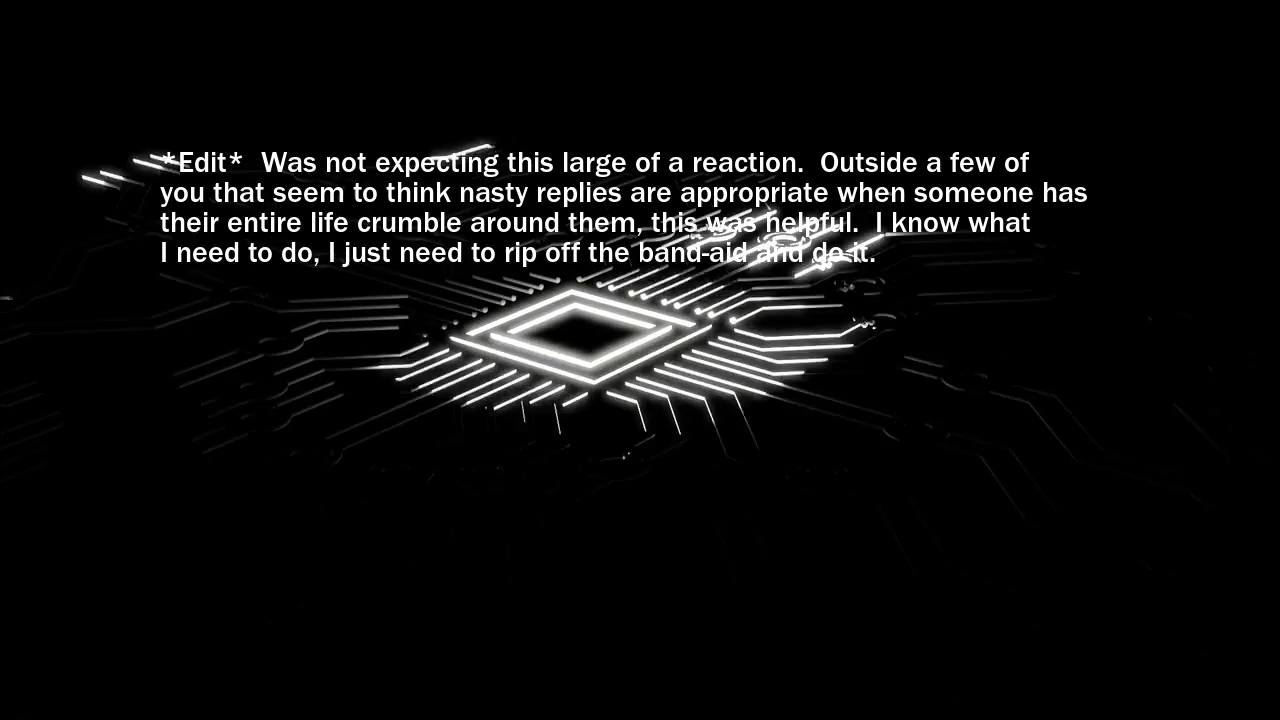 *Edit*  Was not expecting this large of a reaction.  Outside a few of
you that seem to think nasty replies are appropriate when someone has
their entire life crumble around them, this was helpful.  I know what
I need to do, I just need to rip off the band-aid and do it.